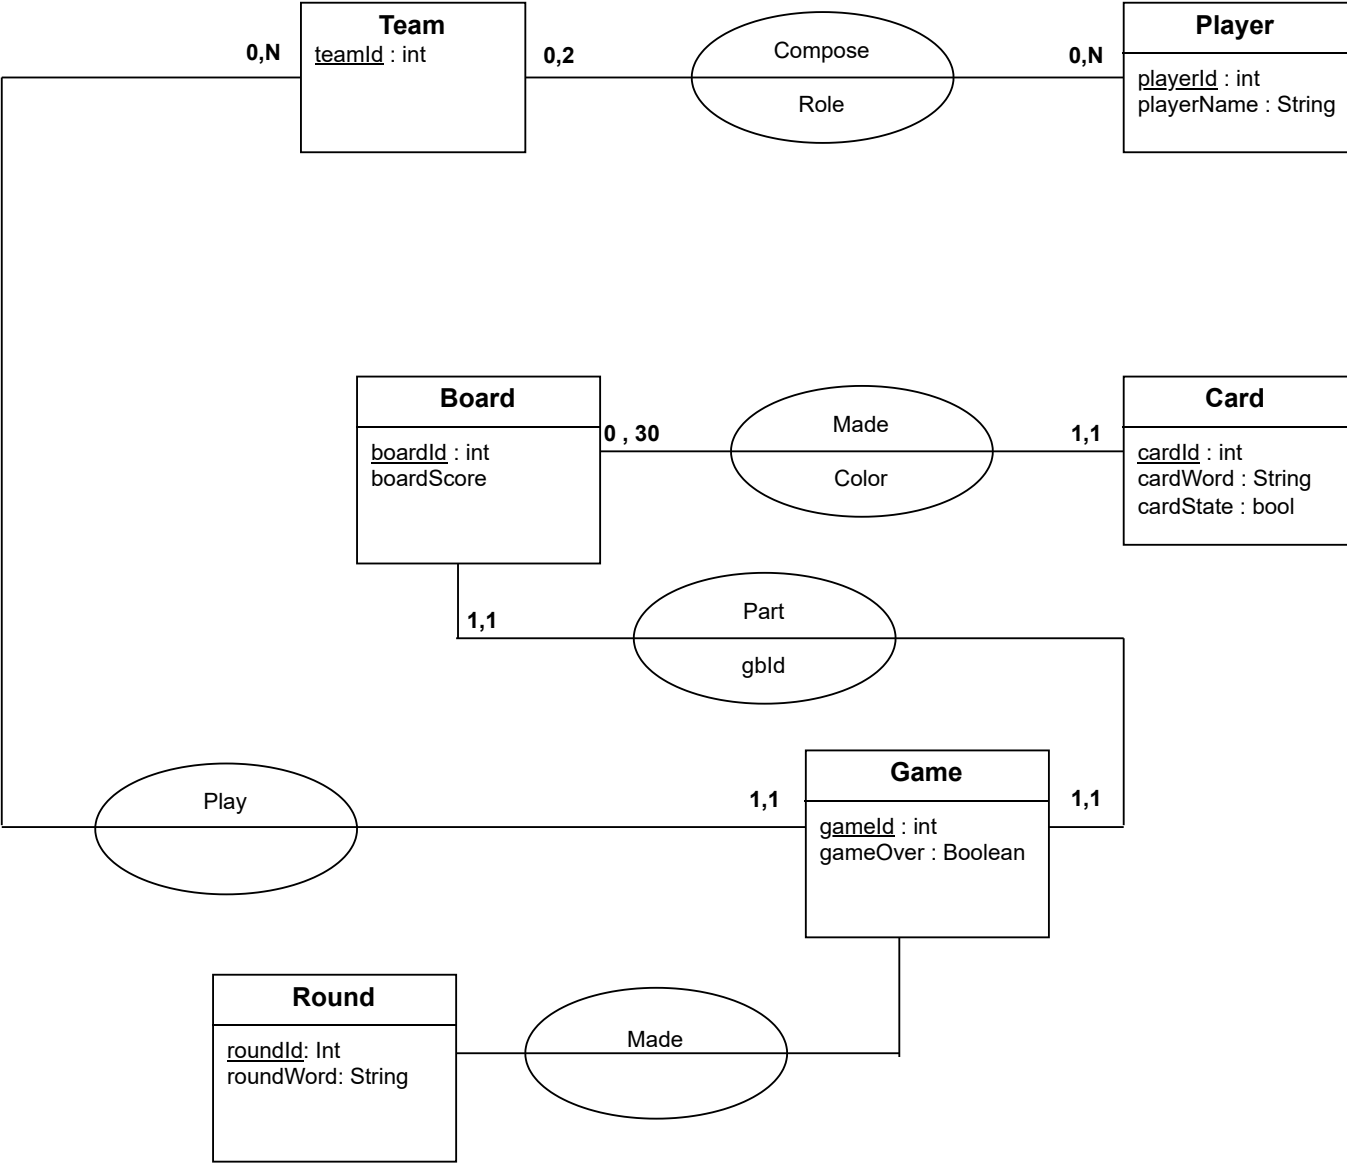 Team
teamId : int
0,N
0,2
Compose
Role
0,N
Player
playerId : int
playerName : String
Board
boardId : int
boardScore
0 , 30
Made
Color
1,1
Card
cardId : int
cardWord : String
cardState : bool
1,1
Part
gbId
Play
1,1
Game
gameId : int
gameOver : Boolean
1,1
Round
roundId: Int
roundWord: String
Made